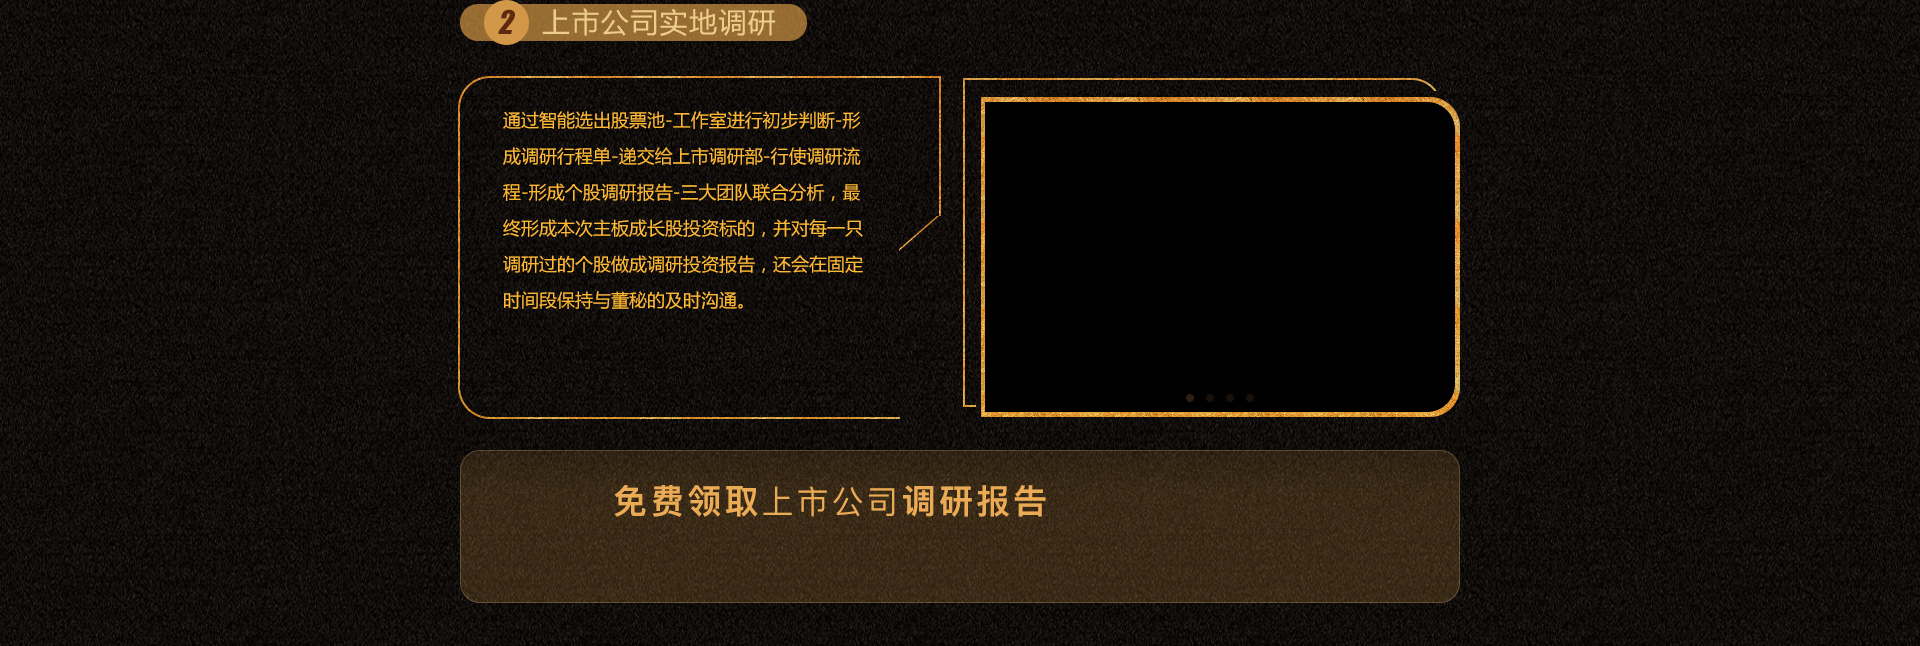 2 上市公司实地调研
通过智能选出股票池-工作室进行初步判断-形
成调研行程单-递交给上市调研部-行使调研流
程-形成个股调研报告-三大团队联合分析，最
终形成本次主板成长股投资标的，并对每一只
调研过的个股做成调研投资报告，还会在固定
时间段保持与董秘的及时沟通。
免费领取上市公司调研报告